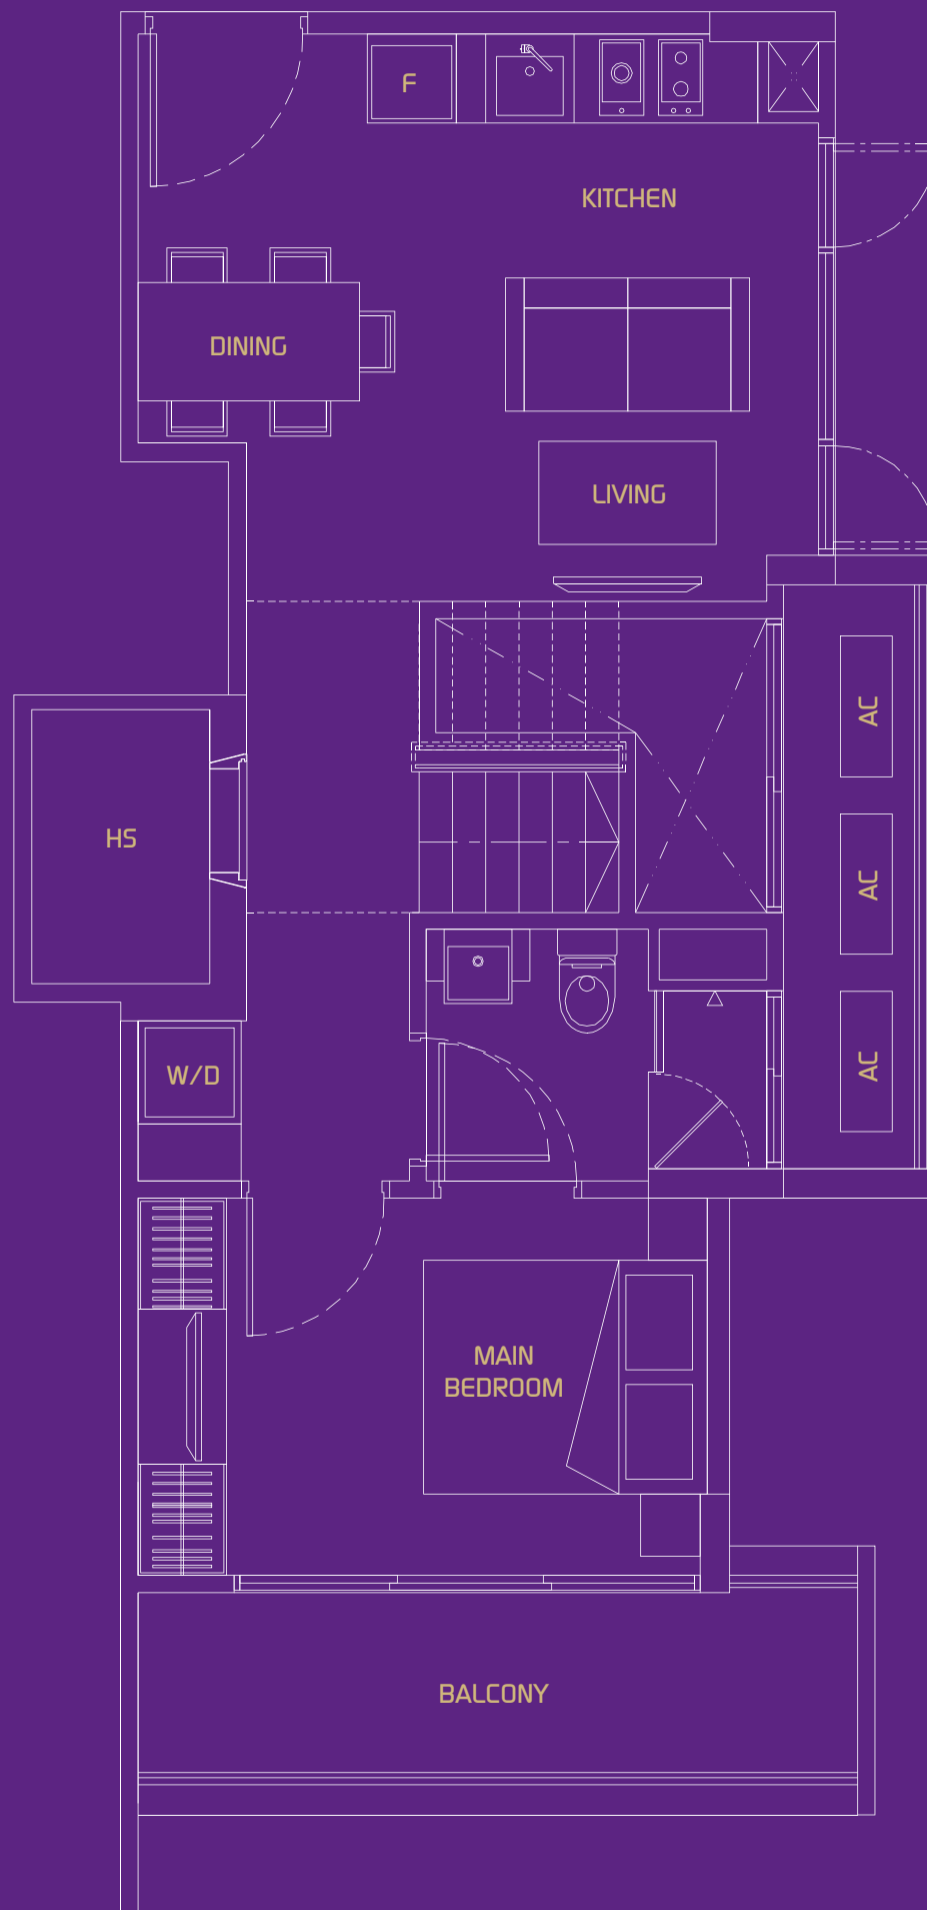 F
KITCHEN
DINING
LIVING
AC
HS
AC
W/D
AC
MAIN
BEDROOM
BALCONY